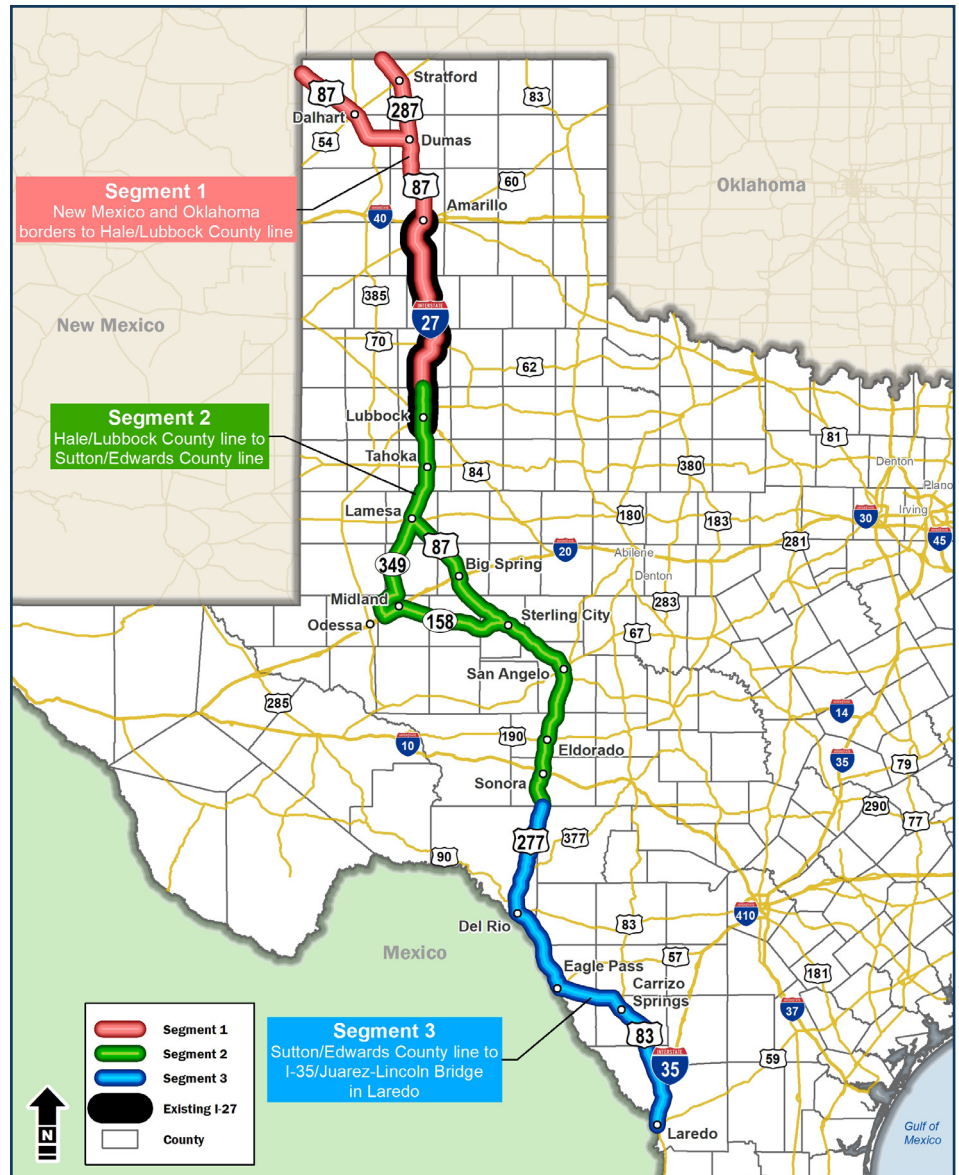 Stratford
87
287
83
Dalhart
54
Dumas
Segment 1
New Mexico and Oklahoma
borders to Hale/Lubbock County line
87
60
Oklahoma
Amarillo
40
385
New Mexico
INTERSTATE
27
70
62
Segment 2
Hale/Lubbock County line to
Sutton/Edwards County line
Lubbock
81
Tahoka
84
380
Denton
Plano
Lamesa
180
183
30
Irving
87
20
281
45
349
Big Spring
Abilene
Denton
Midland
283
158
Sterling City
Odessa
67
San Angelo
285
14
190
10
Eldorado
35
79
Sonora
290
77
277
377
90
Del Rio
83
410
Mexico
57
Eagle Pass
181
Carrizo
Springs
37
Segment 3
Sutton/Edwards County line to
I-35/Juarez-Lincoln Bridge
in Laredo
83
INTERSTATE
35
59
Laredo
Gulf of
Mexico
Segment 1
Segment 2
Segment 3
Existing I-27
County
N